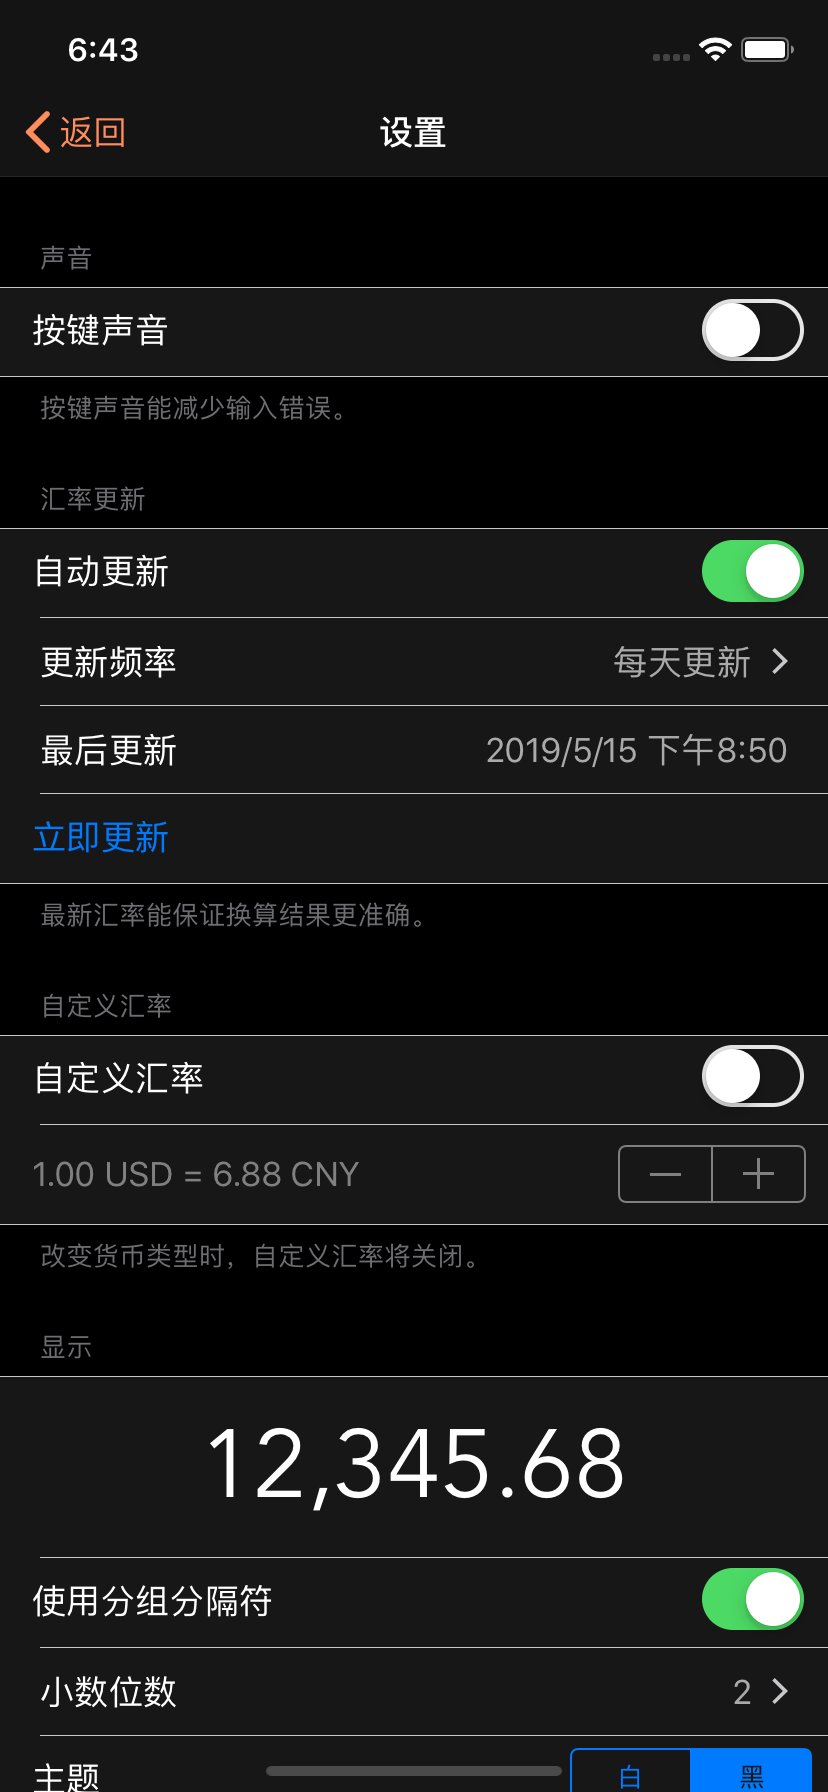 6:43
返回
设置
声音
按键声音
按键声音能减少输入错误。
汇率更新
自动更新
更新频率 每天更新
最后更新 2019/5/15 下午8:50
立即更新
最新汇率能保证换算结果更准确。
自定义汇率
自定义汇率
1.00 USD = 6.88 CNY
改变货币类型时，自定义汇率将关闭。
显示
12,345.68
使用分组分隔符
小数位数 2
主题 白 黑